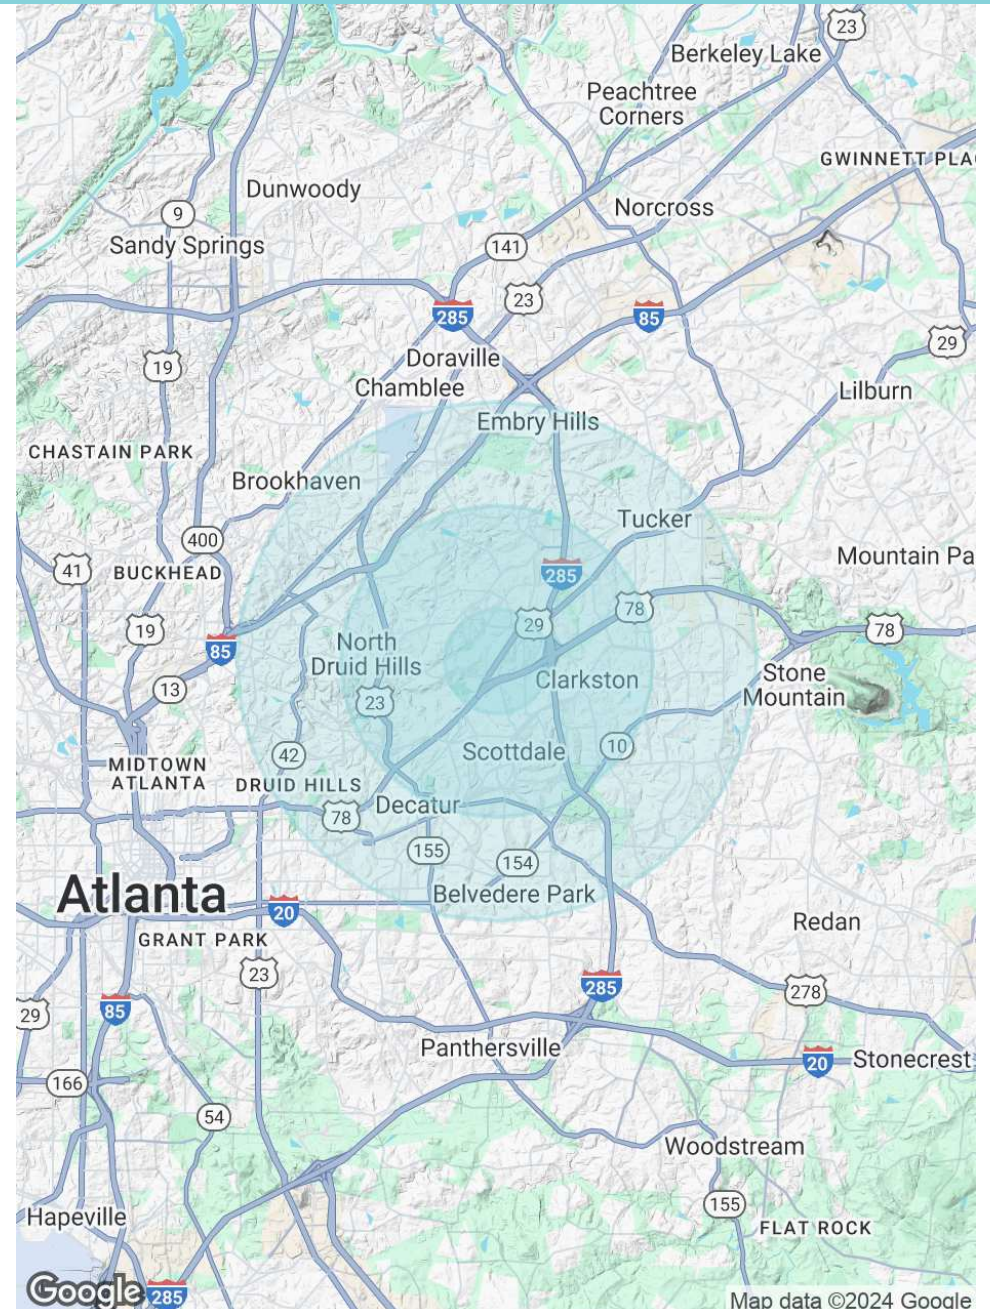 23
Berkeley Lake
Peachtree
Corners
GWINNETT PLA
Dunwoody
9
Norcross
Sandy Springs
141
23
285
85
29
19
Doraville
Chamblee
Lilburn
Embry Hills
CHASTAIN PARK
Brookhaven
Tucker
400
Mountain Pa
41
BUCKHEAD
285
78
29
19
78
85
North
Druid Hills
Clarkston
Stone
Mountain
13
23
10
Scottdale
42
MIDTOWN
ATLANTA
DRUID HILLS
Decatur
78
155
154
Atlanta
Belvedere Park
20
Redan
GRANT PARK
23
285
278
29
85
Panthersville
20
Stonecrest
166
54
Woodstream
155
Hapeville
FLAT ROCK
Google
285
Map data ©2024 Google